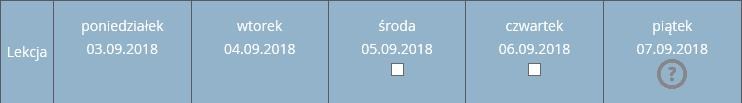 Lekcja
poniedziałek
03.09.2018
wtorek
04.09.2018
środa
05.09.2018
czwartek
06.09.2018
piątek
07.09.2018
?